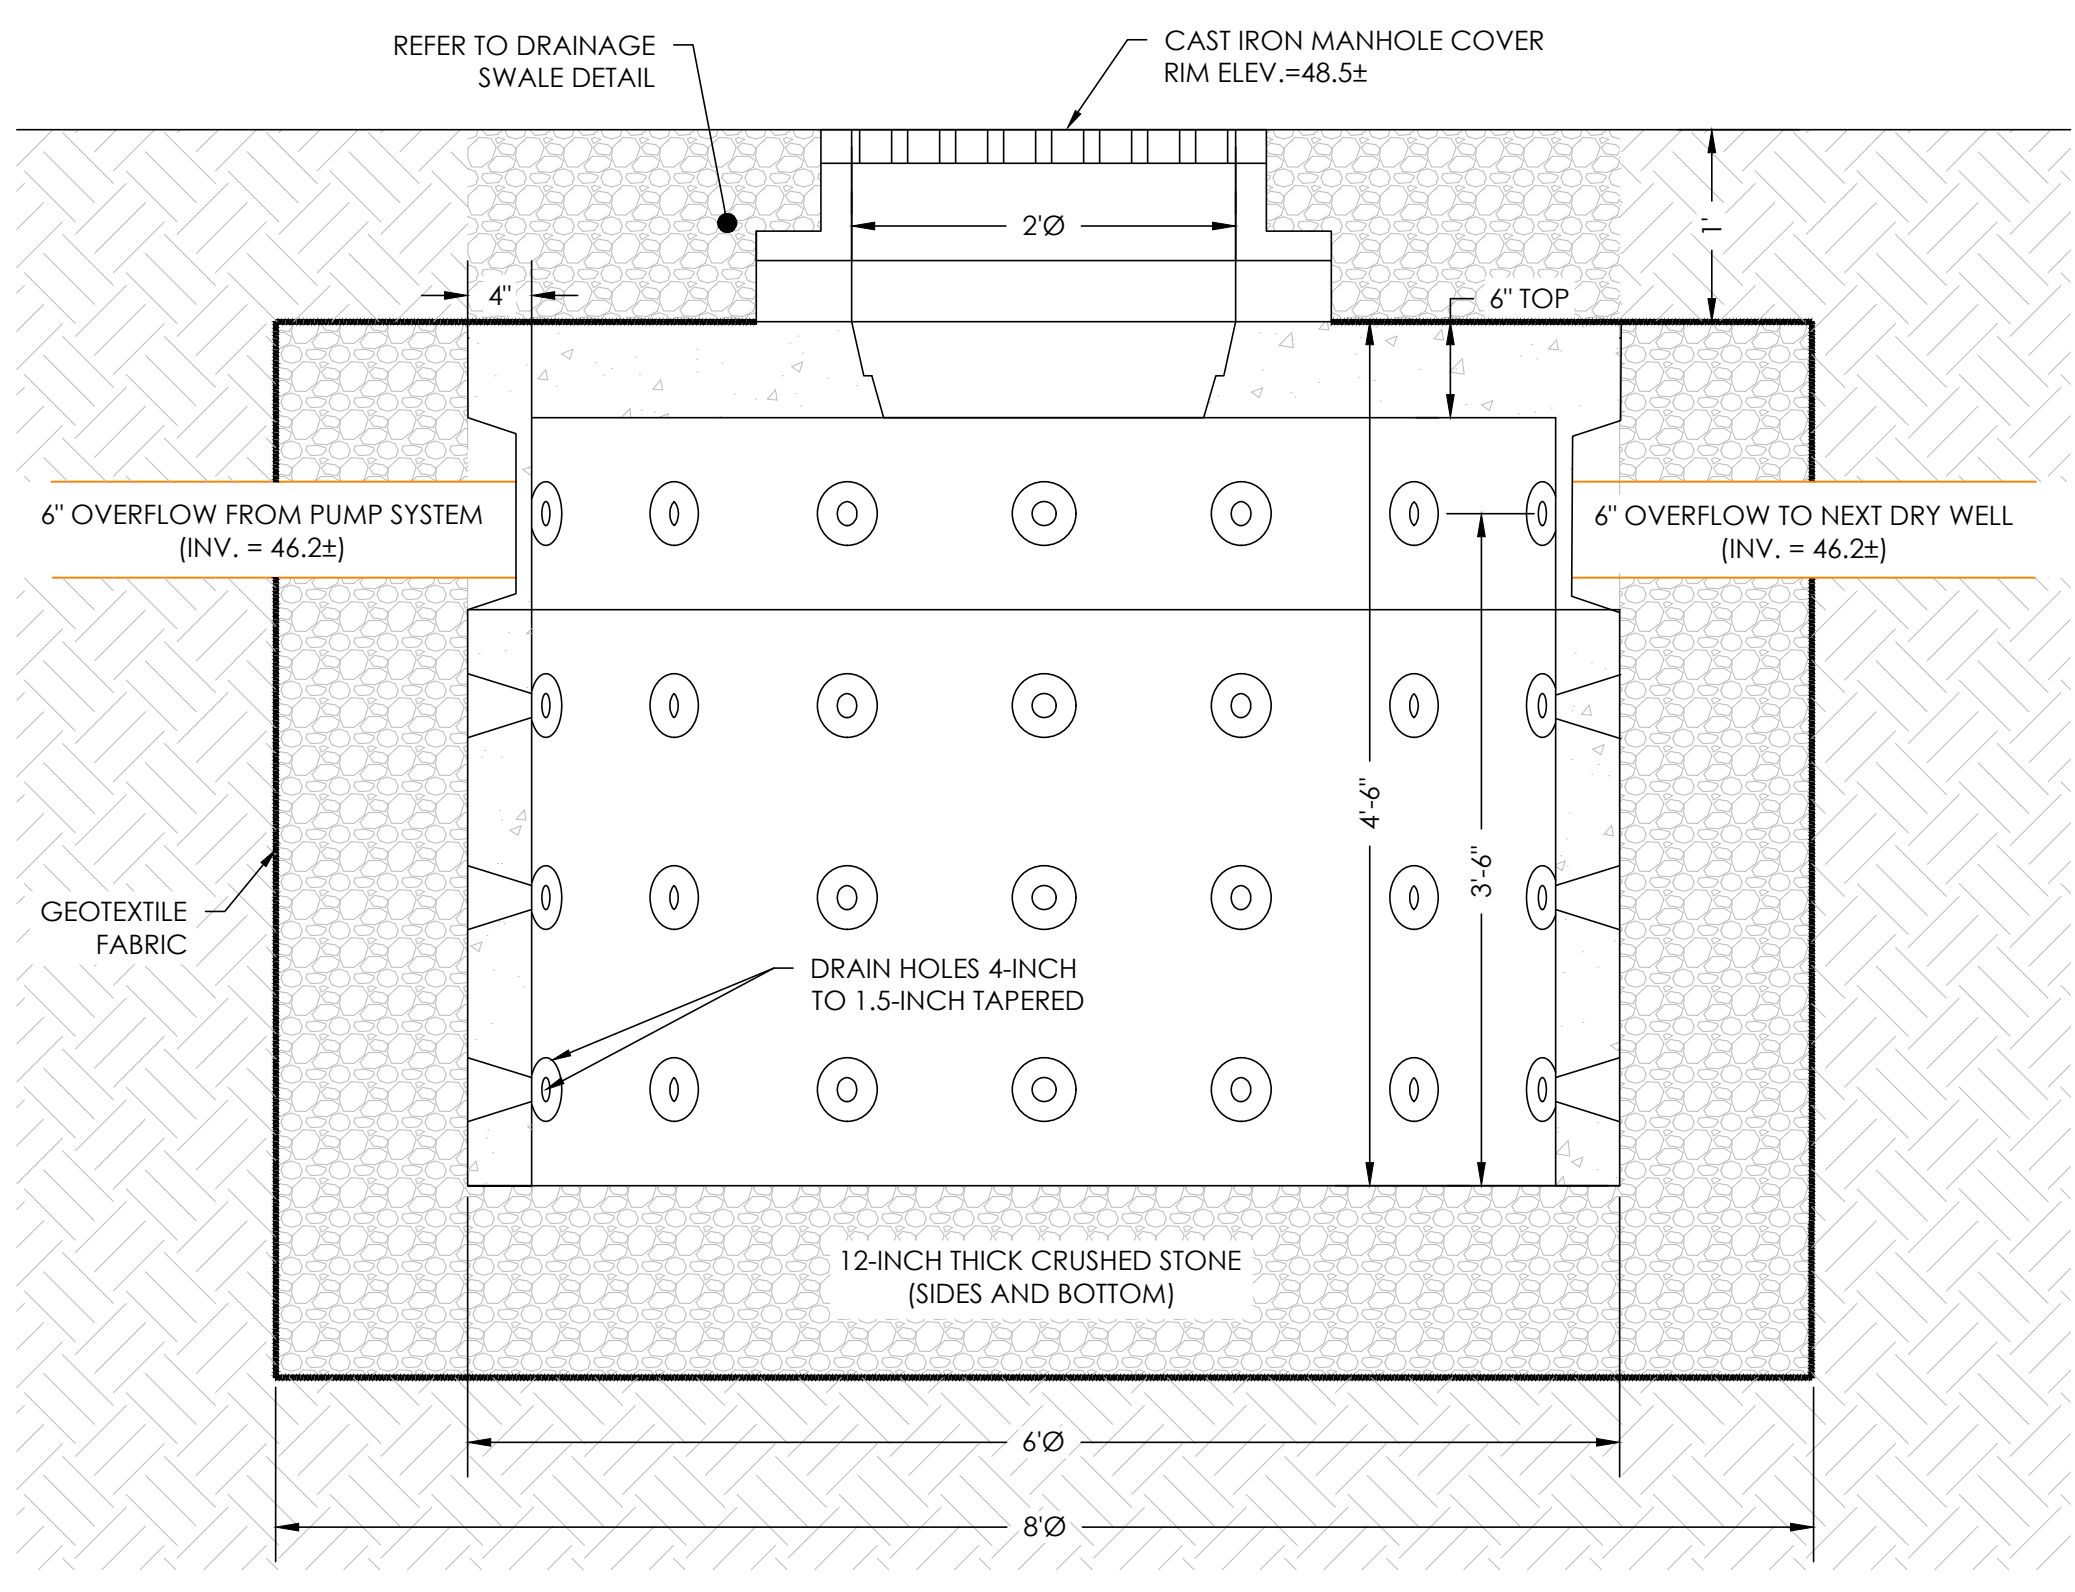 REFER TO DRAINAGE
SWALE DETAIL
CAST IRON MANHOLE COVER
RIM ELEV.=48.5±
2'Ø
1'
4"
6" TOP
6" OVERFLOW FROM PUMP SYSTEM
(INV. = 46.2±)
6" OVERFLOW TO NEXT DRY WELL
(INV. = 46.2±)
4'-6"
3'-6"
GEOTEXTILE
FABRIC
DRAIN HOLES 4-INCH
TO 1.5-INCH TAPERED
12-INCH THICK CRUSHED STONE
(SIDES AND BOTTOM)
6'Ø
8'Ø